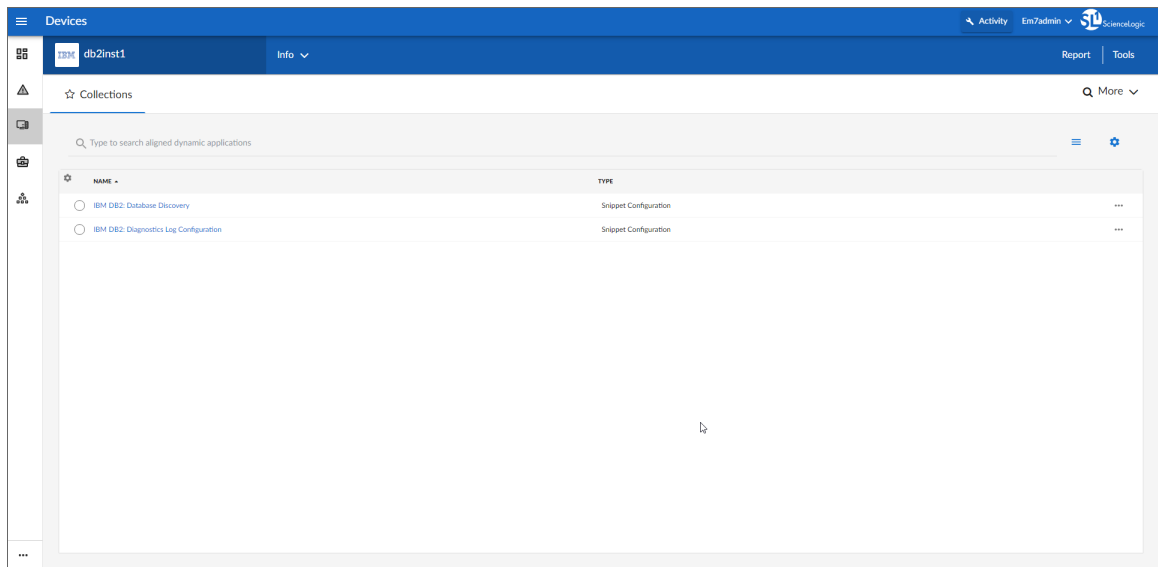 Devices
Activity
Em7admin
SL1 ScienceLogic
IBM
db2inst1
Info
Report
Tools
Collections
More
Type to search aligned dynamic applications
NAME
TYPE
IBM DB2: Database Discovery
Snippet Configuration
IBM DB2: Diagnostics Log Configuration
Snippet Configuration